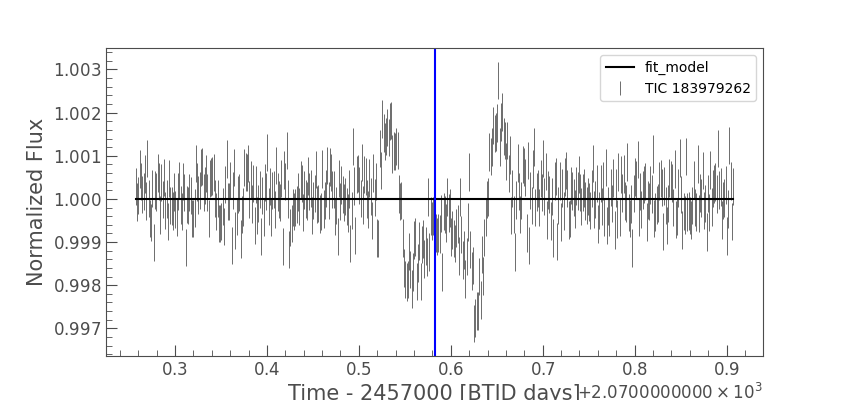 fit_model
TIC 183979262
1.003
1.002
1.001
1.000
0.999
0.998
0.997
Normalized Flux
0.3 0.4 0.5 0.6 0.7 0.8 0.9
Time - 2457000 [BTJD days]
+2.0700000000 × 10³